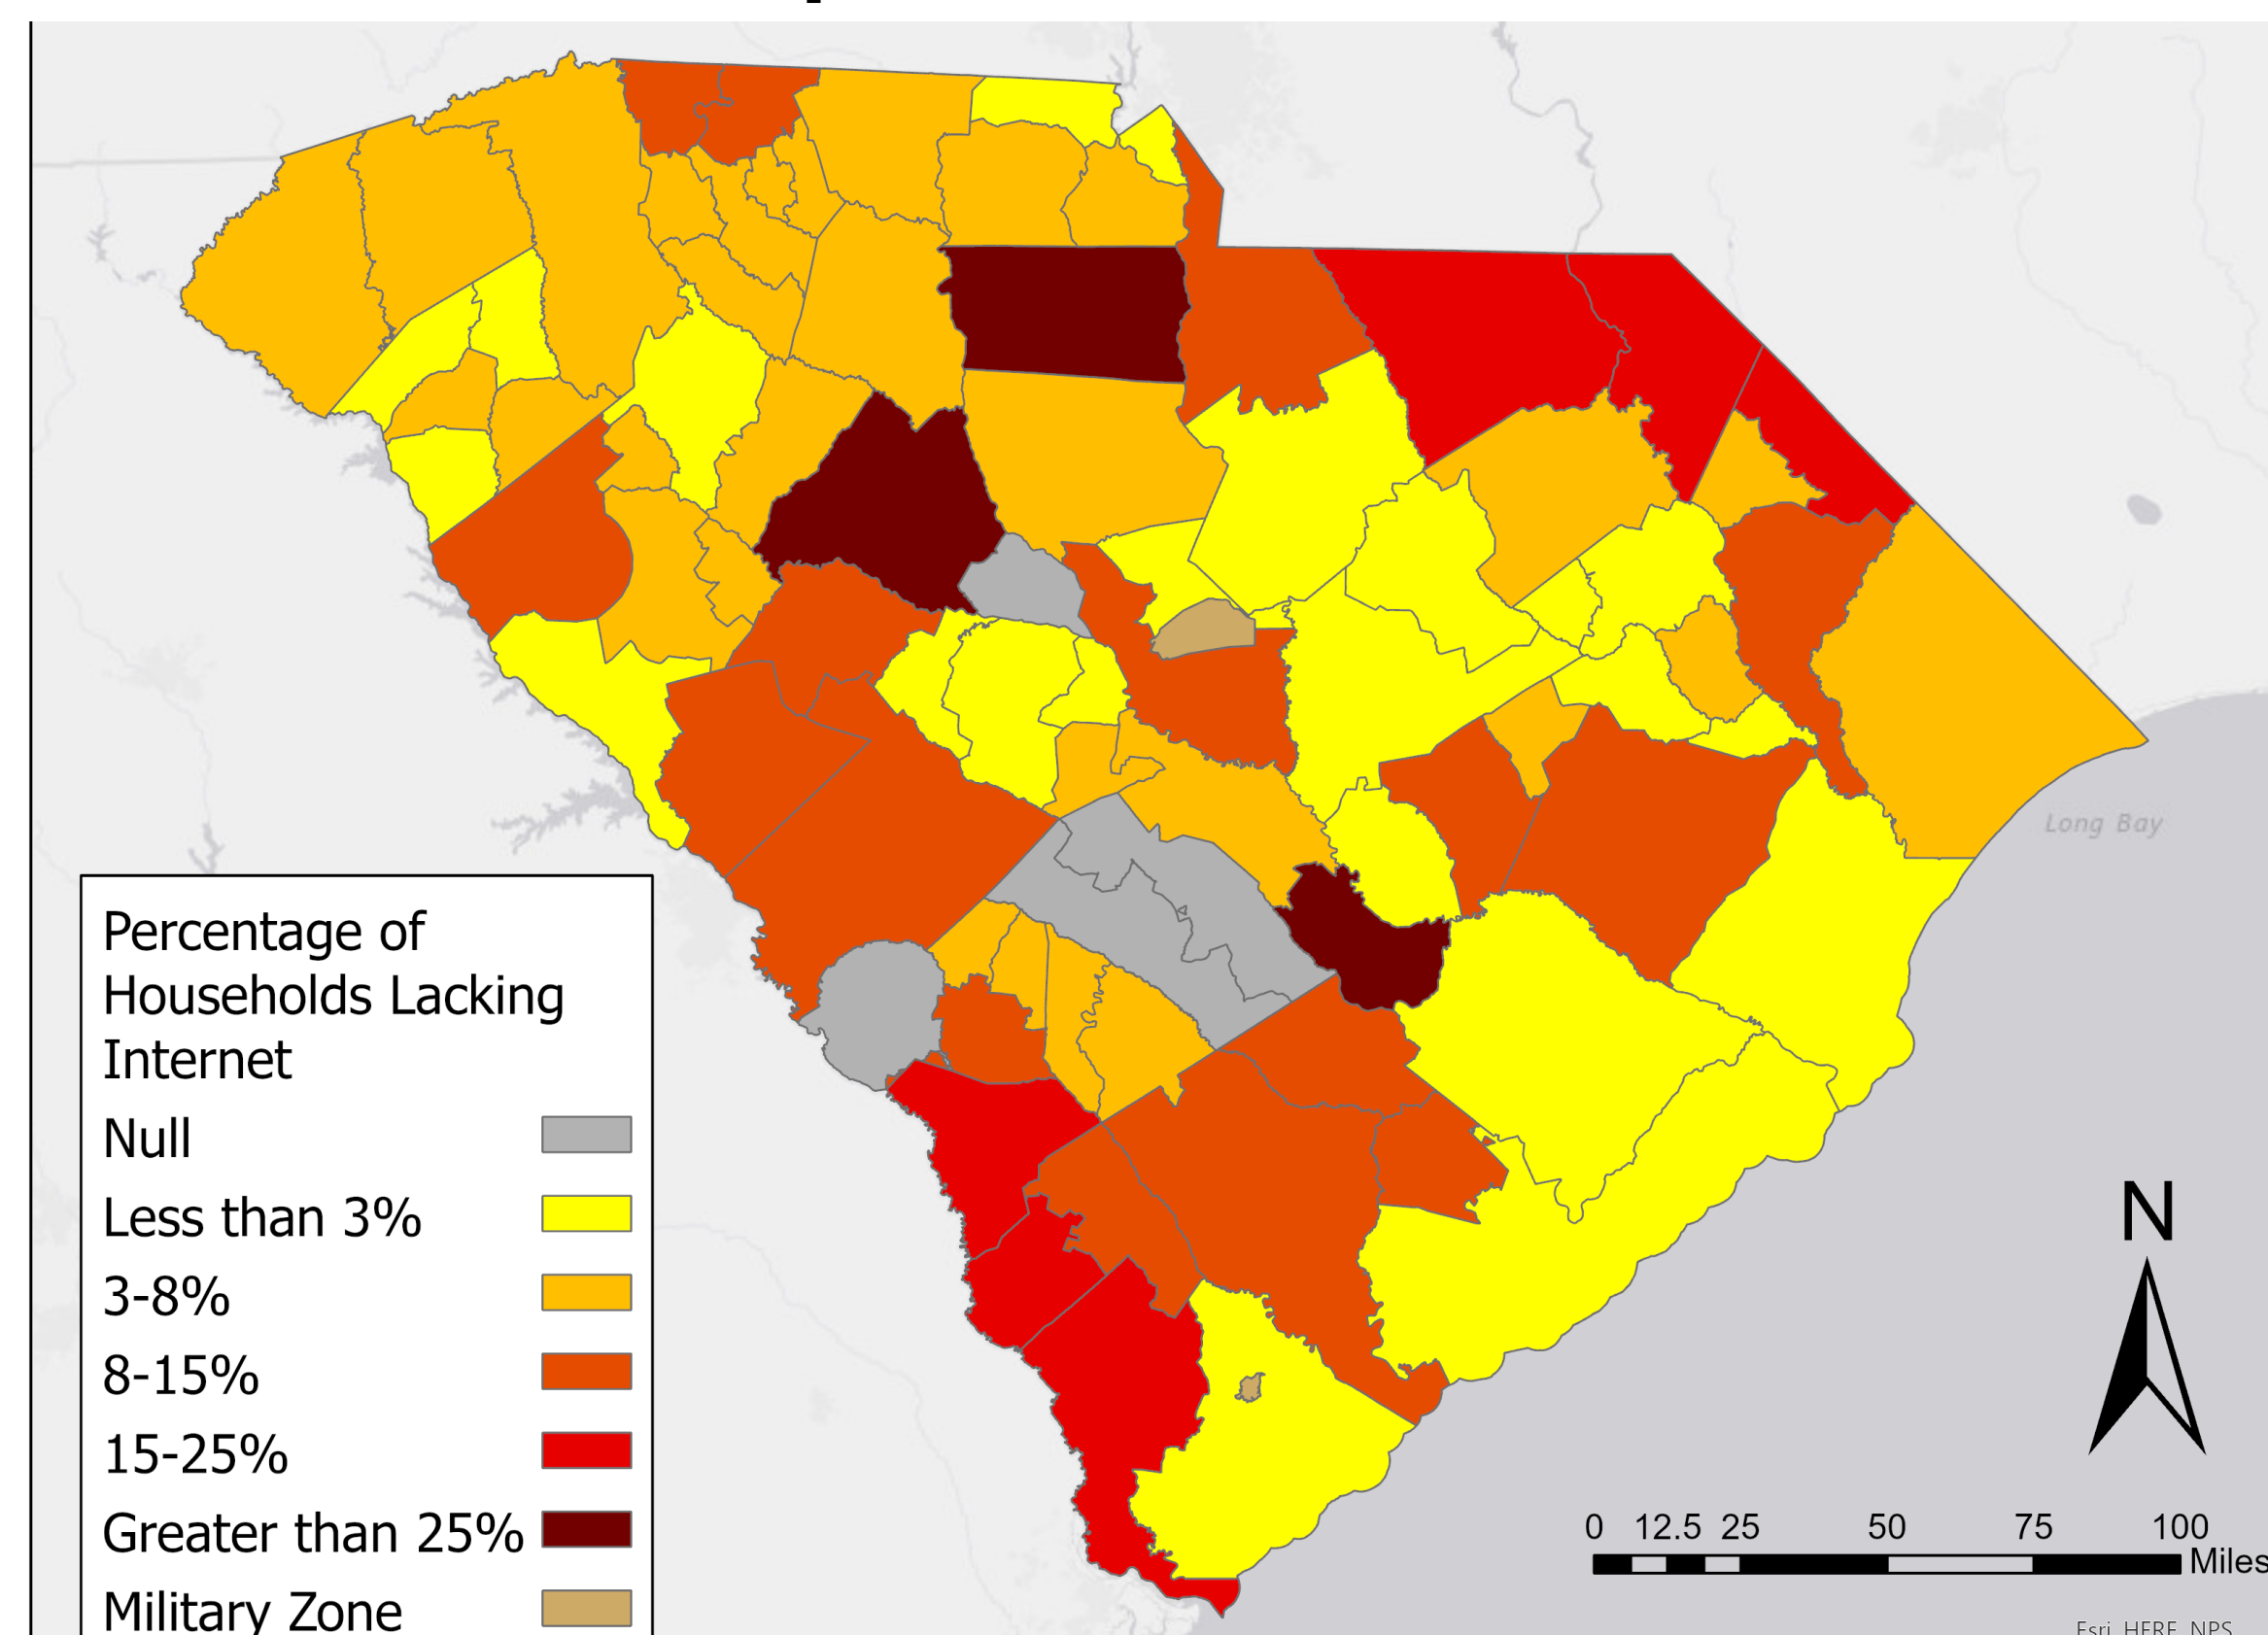 Long Bay
Percentage of
Households Lacking
Internet
Null
Less than 3%
3-8%
8-15%
15-25%
Greater than 25%
Military Zone
N
0 12.5 25 50 75 100
Miles
Esri, HERE, NPS